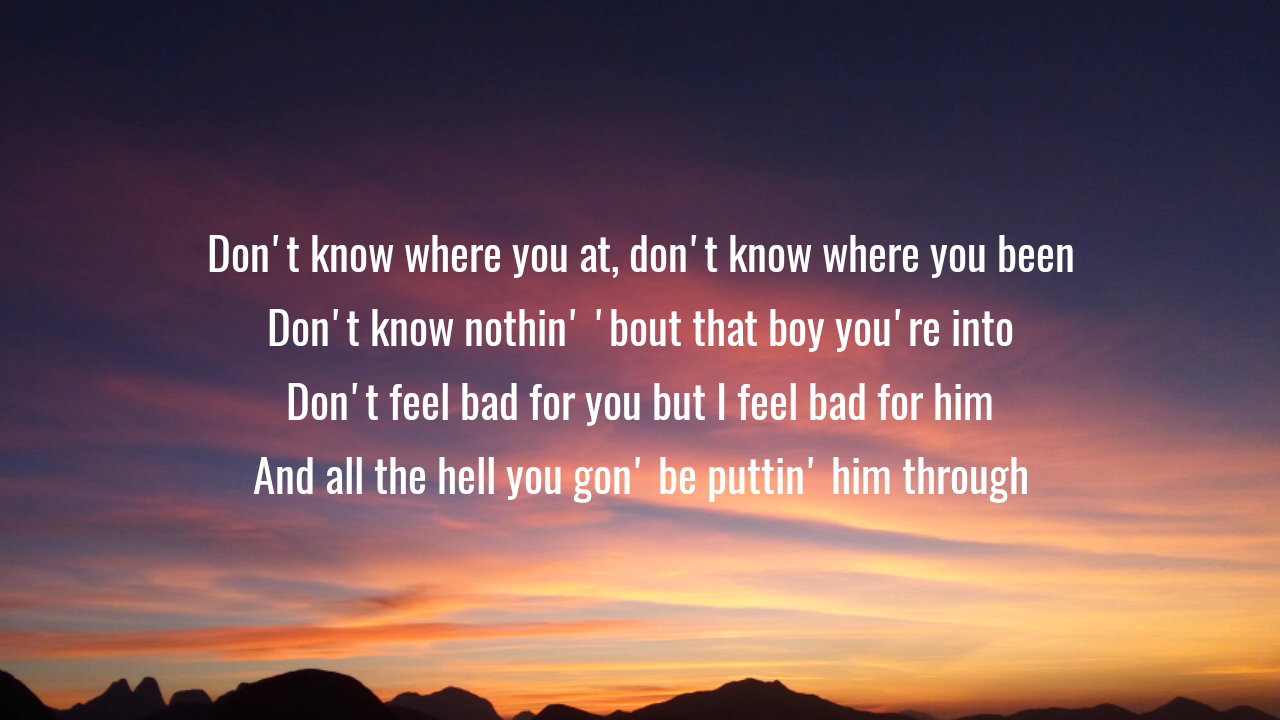 Don't know where you at, don't know where you been
Don't know nothin' 'bout that boy you're into
Don't feel bad for you but I feel bad for him
And all the hell you gon' be puttin' him through